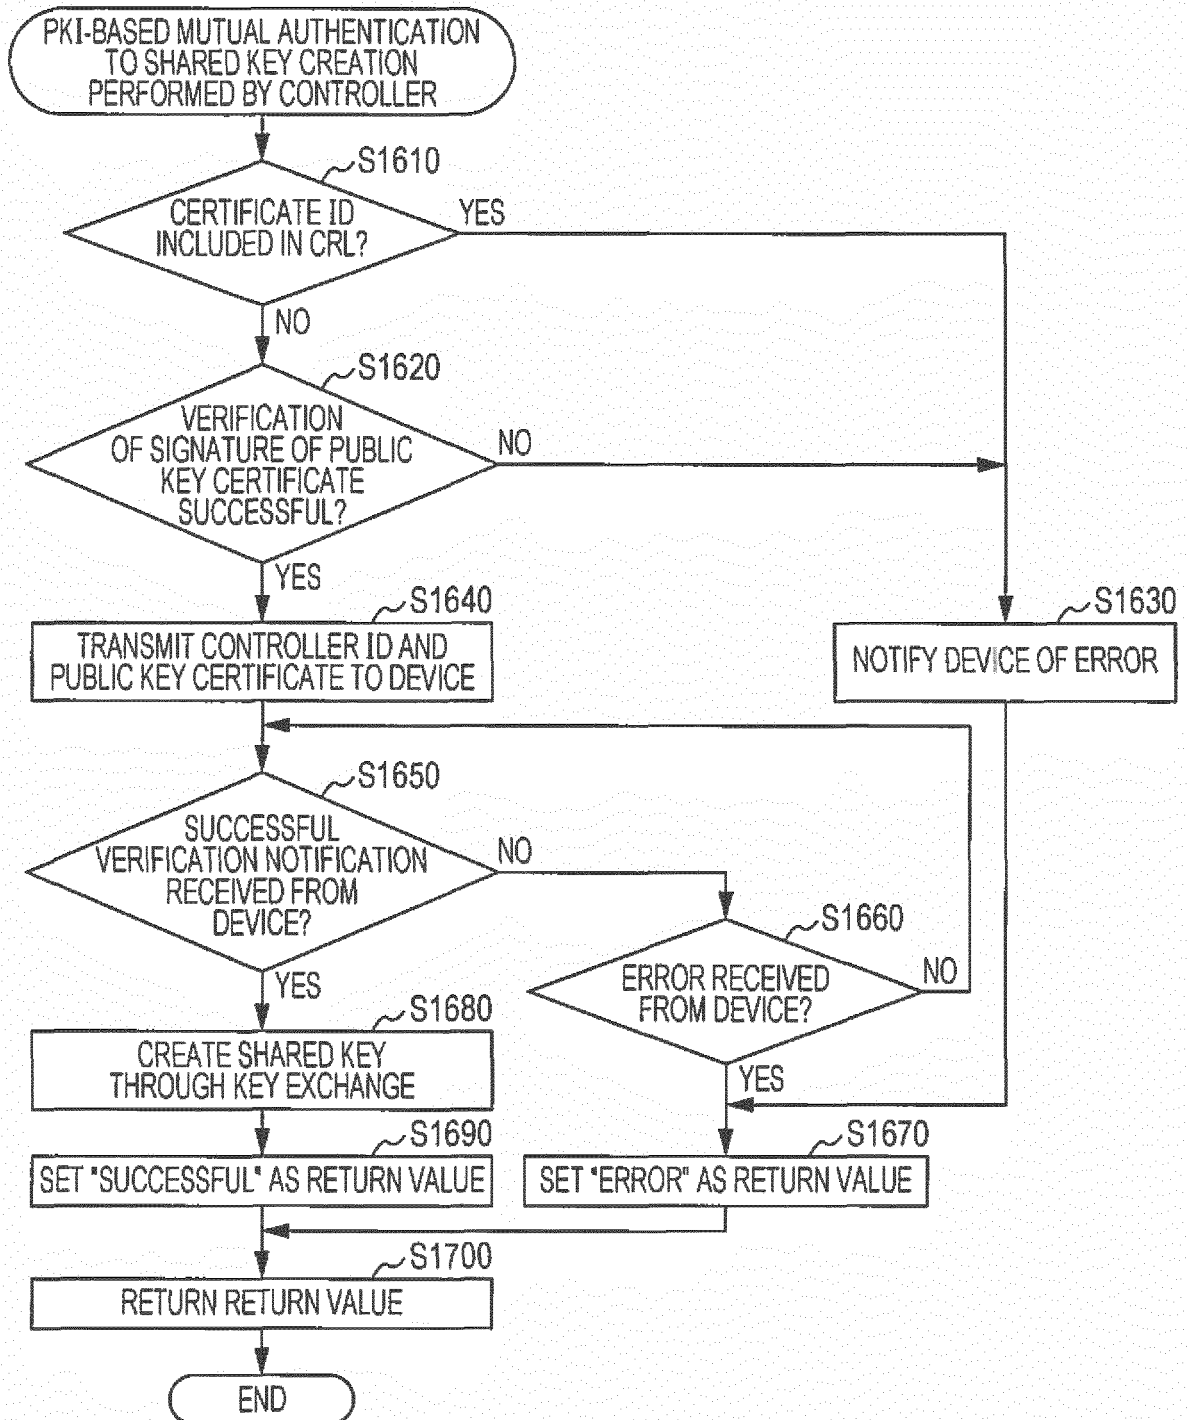 PKI-BASED MUTUAL AUTHENTICATION
TO SHARED KEY CREATION
PERFORMED BY CONTROLLER
S1610
CERTIFICATE ID
INCLUDED IN CRL?
YES
NO
S1620
VERIFICATION
OF SIGNATURE OF PUBLIC
KEY CERTIFICATE
SUCCESSFUL?
NO
YES
S1640
TRANSMIT CONTROLLER ID AND
PUBLIC KEY CERTIFICATE TO DEVICE
S1630
NOTIFY DEVICE OF ERROR
S1650
SUCCESSFUL
VERIFICATION NOTIFICATION
RECEIVED FROM
DEVICE?
NO
YES
S1660
ERROR RECEIVED
FROM DEVICE?
NO
YES
S1680
CREATE SHARED KEY
THROUGH KEY EXCHANGE
S1690
SET "SUCCESSFUL" AS RETURN VALUE
S1670
SET "ERROR" AS RETURN VALUE
S1700
RETURN RETURN VALUE
END